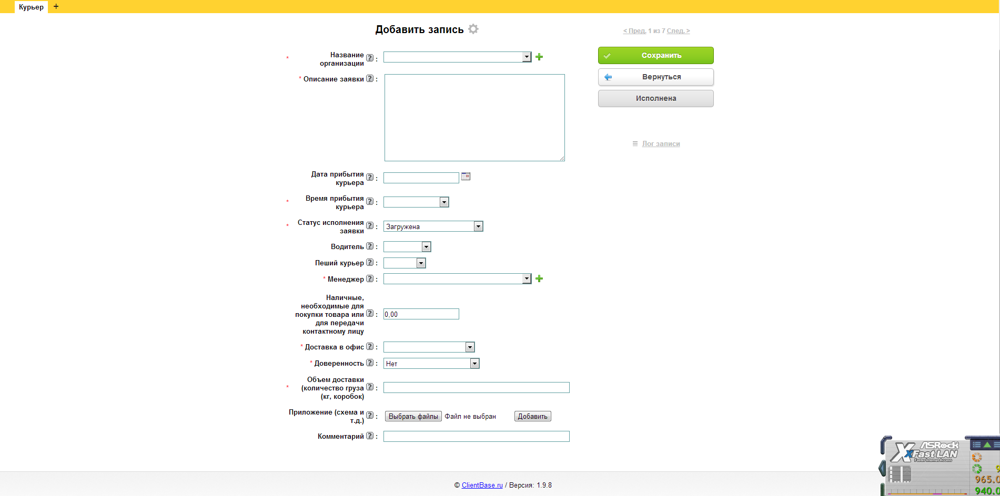 Курьер +
Добавить запись
< Пред. 1 из 7 След. >
* Название
организации ? :
Сохранить
* Описание заявки ? :
Вернуться
Исполнена
Лог записи
Дата прибытия
курьера ? :
* Время прибытия
курьера ? :
* Статус исполнения
заявки ? : Загружена
Водитель ? :
Пеший курьер ? :
* Менеджер ? :
Наличные,
необходимые для
покупки товара или ? : 0,00
для передачи
контактному лицу
* Доставка в офис ? :
* Доверенность ? : Нет
Объем доставки
* (количество груза ? :
(кг, коробок)
Приложение (схема и
т.д.) ? : Выбрать файлы Файл не выбран Добавить
Комментарий ? :
© ClientBase.ru / Версия: 1.9.8
ASRock
XFast LAN
Faster Internet Access
965.0
940.0